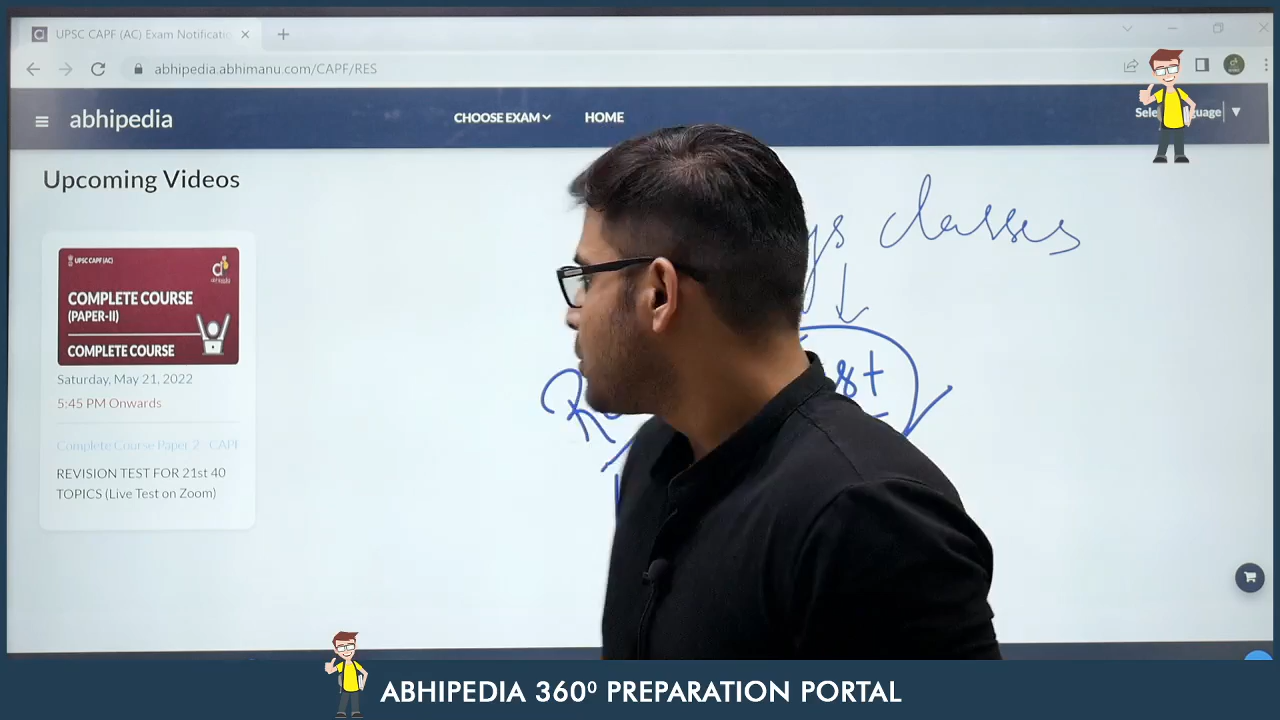 UPSC CAPF (AC) Exam Notificati
abhipedia.abhimanu.com/CAPF/RES
abhipedia
CHOOSE EXAM
HOME
Upcoming Videos
UPSC CAPF (AC)
abhipedia
COMPLETE COURSE
(PAPER-II)
COMPLETE COURSE
Saturday, May 21, 2022
5:45 PM Onwards
Complete Course Paper 2 - CAPF
REVISION TEST FOR 21st 40
TOPICS (Live Test on Zoom)
classes
ABHIPEDIA 360⁰ PREPARATION PORTAL